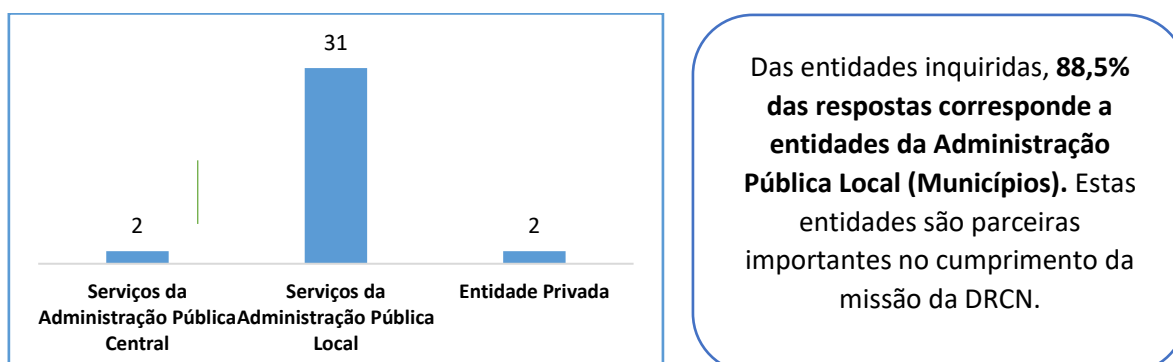 31
2
2
Serviços da
Administração Pública
Central
Serviços da
Administração Pública
Local
Entidade Privada
Das entidades inquiridas, 88,5%
das respostas corresponde a
entidades da Administração
Pública Local (Municípios). Estas
entidades são parceiras
importantes no cumprimento da
missão da DRCN.